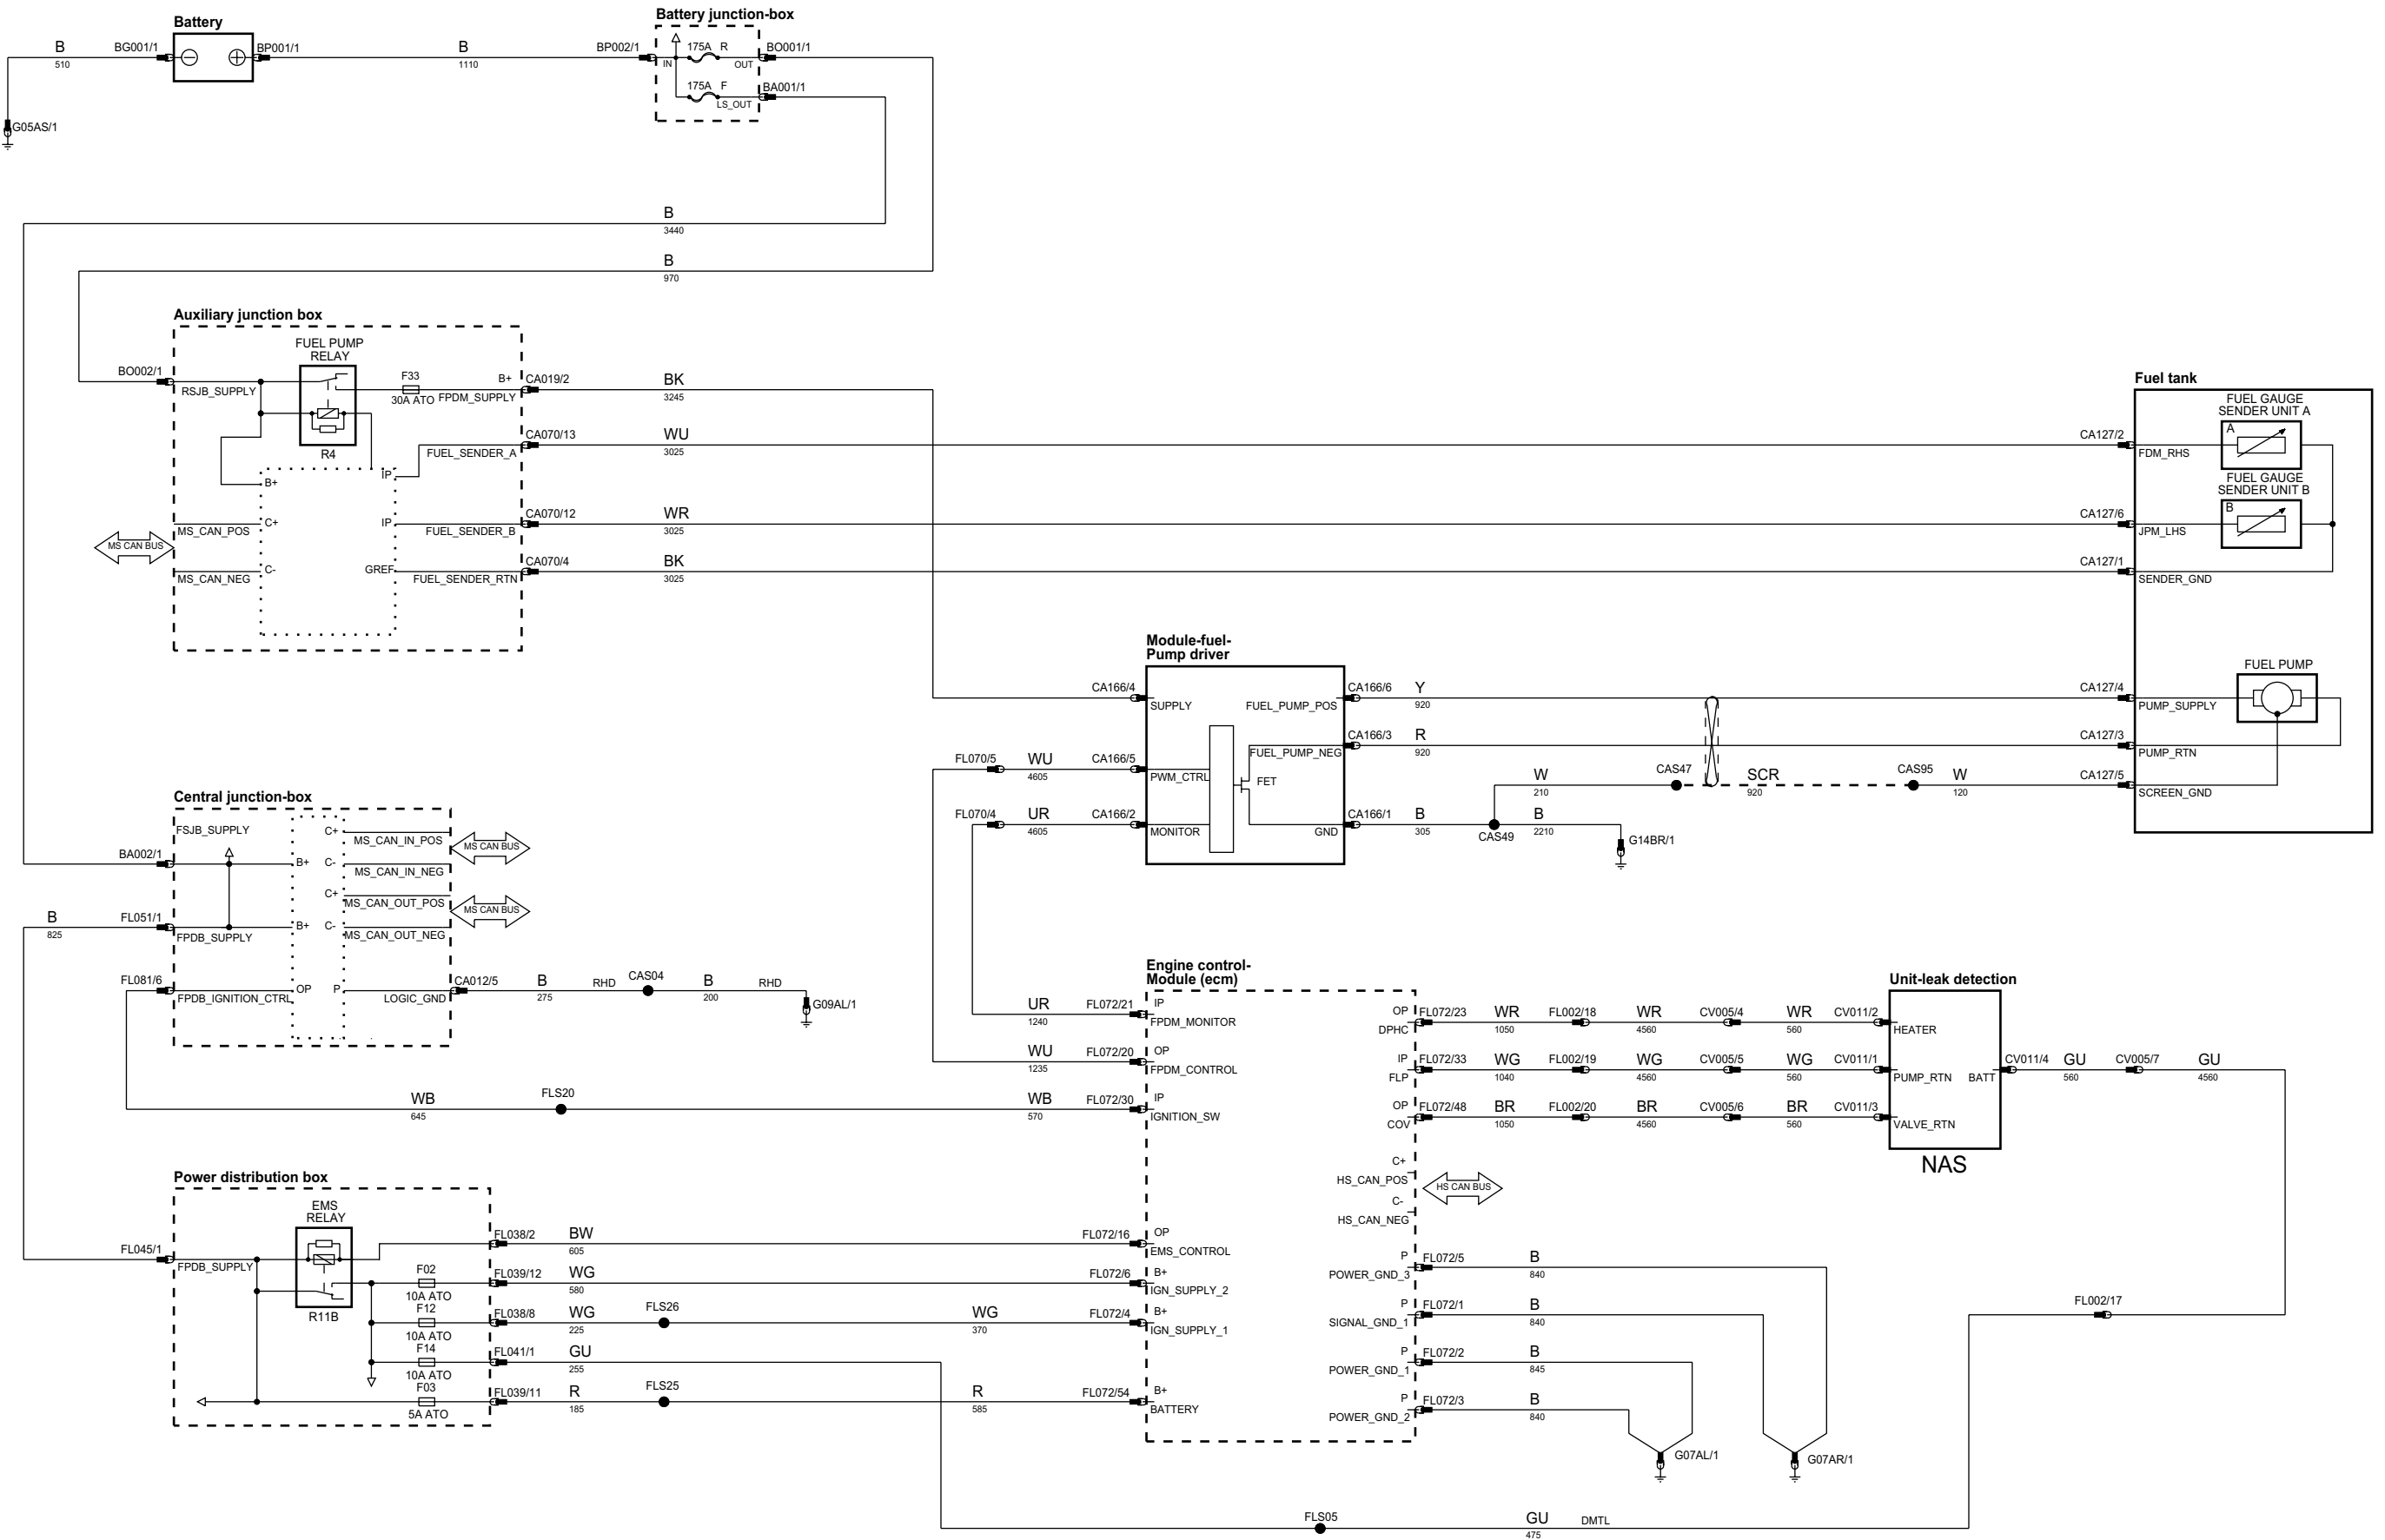 Battery
B
510
BG001/1
BP001/1
B
1110
G05AS/1
Battery junction-box
BP002/1
IN
175A R
OUT
BO001/1
175A F
LS_OUT
BA001/1
B
3440
B
970
Auxiliary junction box
FUEL PUMP
RELAY
BO002/1
RSJB_SUPPLY
R4
F33
30A ATO
B+
FPDM_SUPPLY
CA019/2
BK
3245
CA070/13
FUEL_SENDER_A
WU
3025
IP
B+
MS CAN BUS
MS_CAN_POS
C+
IP
FUEL_SENDER_B
CA070/12
WR
3025
MS_CAN_NEG
C-
GREF
FUEL_SENDER_RTN
CA070/4
BK
3025
Fuel tank
FUEL GAUGE
SENDER UNIT A
A
CA127/2
FDM_RHS
FUEL GAUGE
SENDER UNIT B
B
CA127/6
JPM_LHS
CA127/1
SENDER_GND
FUEL PUMP
CA127/4
PUMP_SUPPLY
CA127/3
PUMP_RTN
CA127/5
SCREEN_GND
Module-fuel-
Pump driver
CA166/4
SUPPLY
FUEL_PUMP_POS
CA166/6
Y
920
FUEL_PUMP_NEG
CA166/3
R
920
FL070/5
WU
4605
CA166/5
PWM_CTRL
FET
FL070/4
UR
4605
CA166/2
MONITOR
GND
CA166/1
B
305
CAS49
W
210
CAS47
SCR
920
CAS95
W
120
B
2210
G14BR/1
Central junction-box
FSJB_SUPPLY
BA002/1
B+
C+
MS_CAN_IN_POS
MS CAN BUS
C-
MS_CAN_IN_NEG
C+
MS_CAN_OUT_POS
MS CAN BUS
C-
MS_CAN_OUT_NEG
B
825
FL051/1
FPDB_SUPPLY
B+
FL081/6
FPDB_IGNITION_CTRL
OP
P
LOGIC_GND
CA012/5
B
275
RHD
CAS04
B
200
RHD
G09AL/1
WB
645
FLS20
WB
570
Engine control-
Module (ecm)
UR
1240
FL072/21
IP
FPDM_MONITOR
WU
1235
FL072/20
OP
FPDM_CONTROL
FL072/30
IP
IGNITION_SW
OP
DPHC
FL072/23
WR
1050
FL002/18
WR
4560
CV005/4
WR
560
CV011/2
IP
FLP
FL072/33
WG
1040
FL002/19
WG
4560
CV005/5
WG
560
CV011/1
OP
COV
FL072/48
BR
1050
FL002/20
BR
4560
CV005/6
BR
560
CV011/3
Unit-leak detection
HEATER
PUMP_RTN
BATT
VALVE_RTN
NAS
CV011/4
GU
560
CV005/7
GU
4560
C+
HS_CAN_POS
HS CAN BUS
C-
HS_CAN_NEG
Power distribution box
EMS
RELAY
FL045/1
FPDB_SUPPLY
R11B
FL038/2
BW
605
FL072/16
OP
EMS_CONTROL
F02
10A ATO
FL039/12
WG
580
FL072/6
B+
IGN_SUPPLY_2
F12
10A ATO
FL038/8
WG
225
FLS26
WG
370
FL072/4
B+
IGN_SUPPLY_1
F14
10A ATO
FL041/1
GU
255
F03
5A ATO
FL039/11
R
185
FLS25
R
585
FL072/54
B+
BATTERY
P
POWER_GND_3
FL072/5
B
840
P
SIGNAL_GND_1
FL072/1
B
840
P
POWER_GND_1
FL072/2
B
845
P
POWER_GND_2
FL072/3
B
840
G07AL/1
G07AR/1
FL002/17
FLS05
GU
475
DMTL